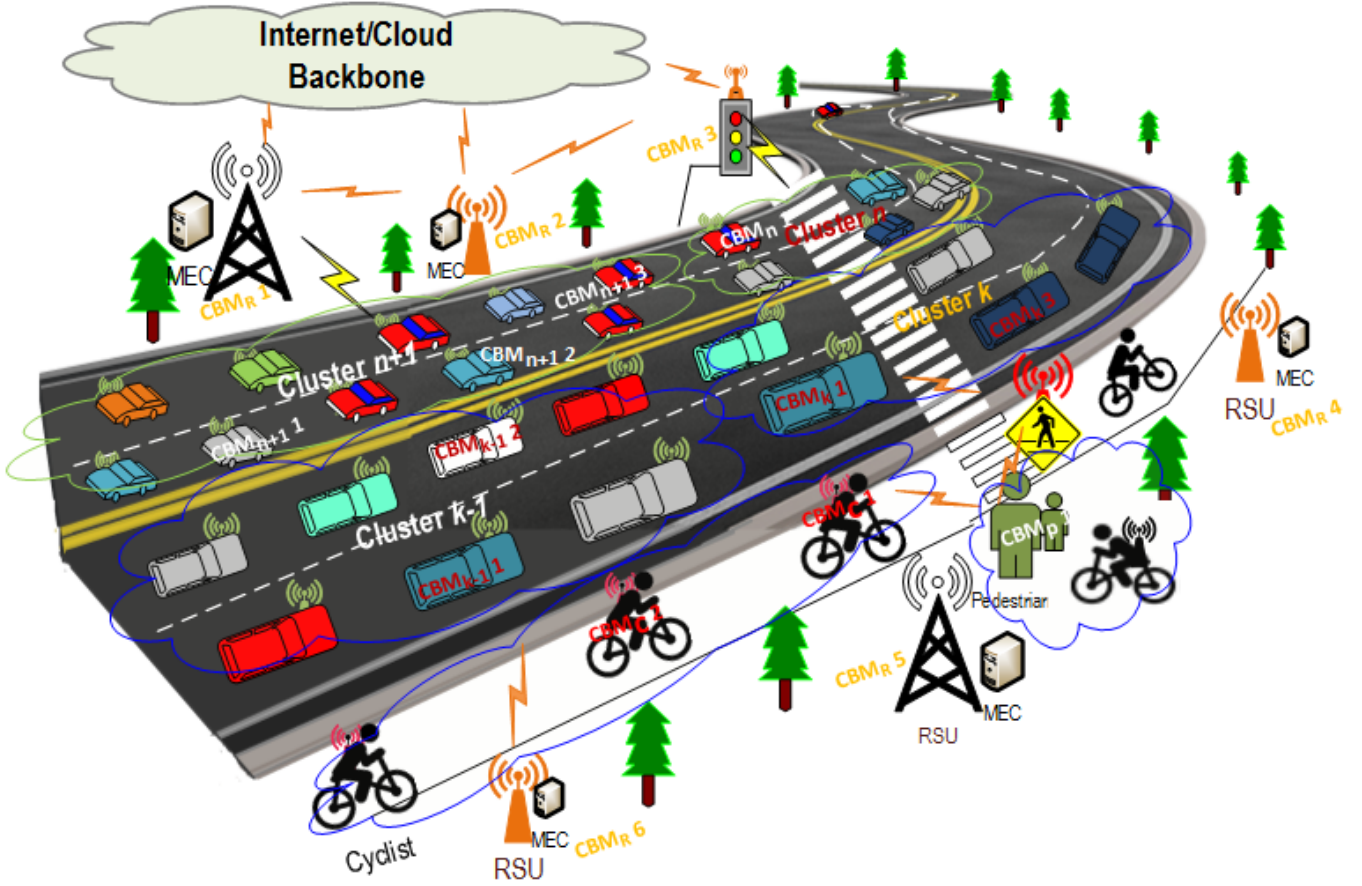 Internet/Cloud
Backbone
CBMR 3
CBMR 2
MEC
MEC
CBMR 1
CBMn
Cluster n
CBMn+1 3
Cluster k
CBMk 3
Cluster n+1
CBMn+1 2
CBMn+1 1
CBMk 1
CBMk-1 2
MEC
RSU
CBMR 4
Cluster k-1
CBMC 1
CBMp 1
CBMk-1 1
Pedestrian
CBMC 1
CBMR 5
MEC
RSU
Cyclist
MEC
CBMR 6
RSU